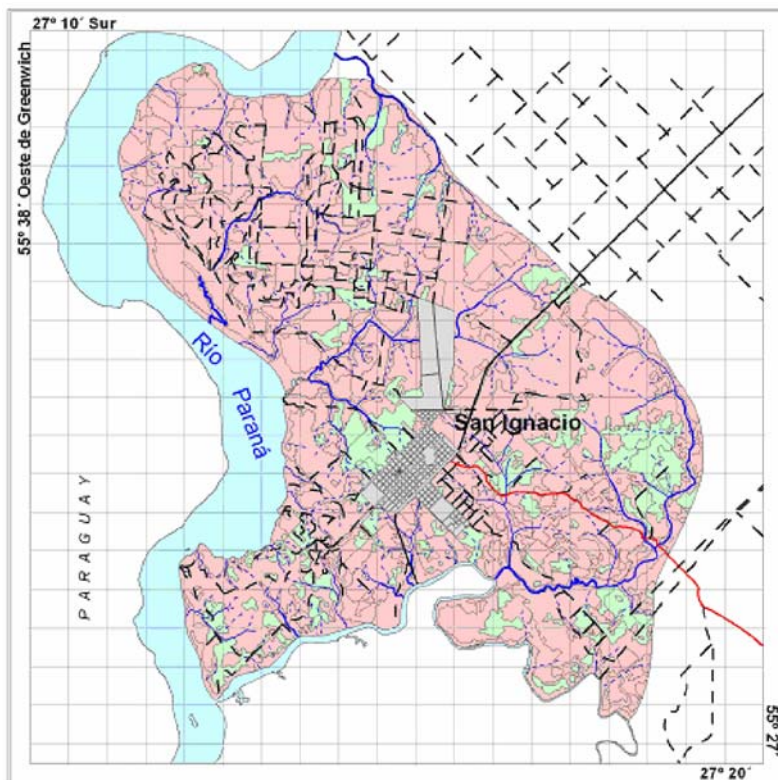 27º 10´ Sur
55º 38´ Oeste de Greenwich
Río
Paraná
San Ignacio
PARAGUAY
55º 27´
27º 20´